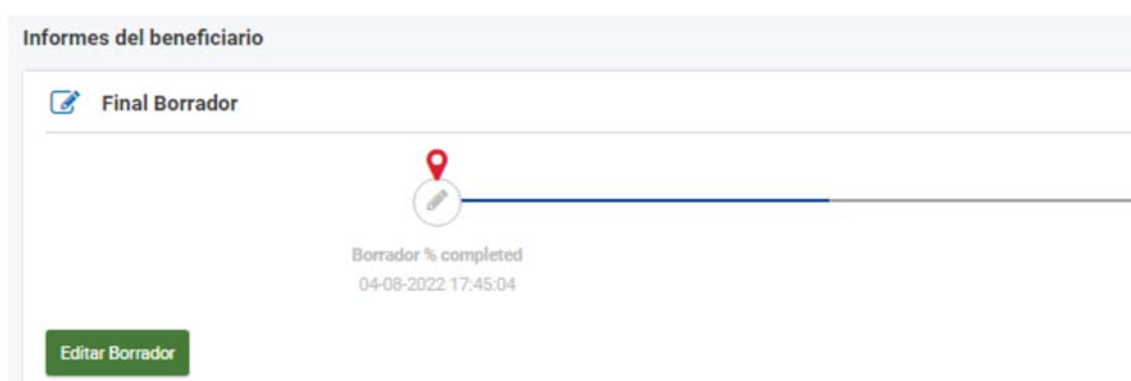 Informes del beneficiario
Final Borrador
Borrador % completed
04-08-2022 17:45:04
Editar Borrador